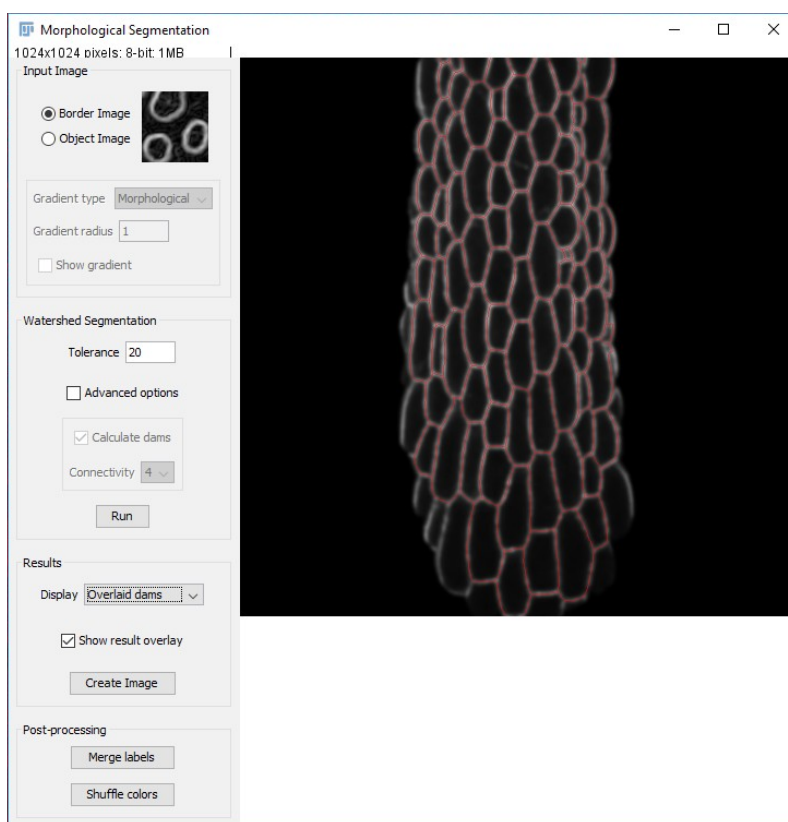 Morphological Segmentation
1024x1024 pixels; 8-bit; 1MB
Input Image
Border Image
Object Image
Gradient type Morphological
Gradient radius 1
Show gradient
Watershed Segmentation
Tolerance 20
Advanced options
Calculate dams
Connectivity 4
Run
Results
Display Overlaid dams
Show result overlay
Create Image
Post-processing
Merge labels
Shuffle colors